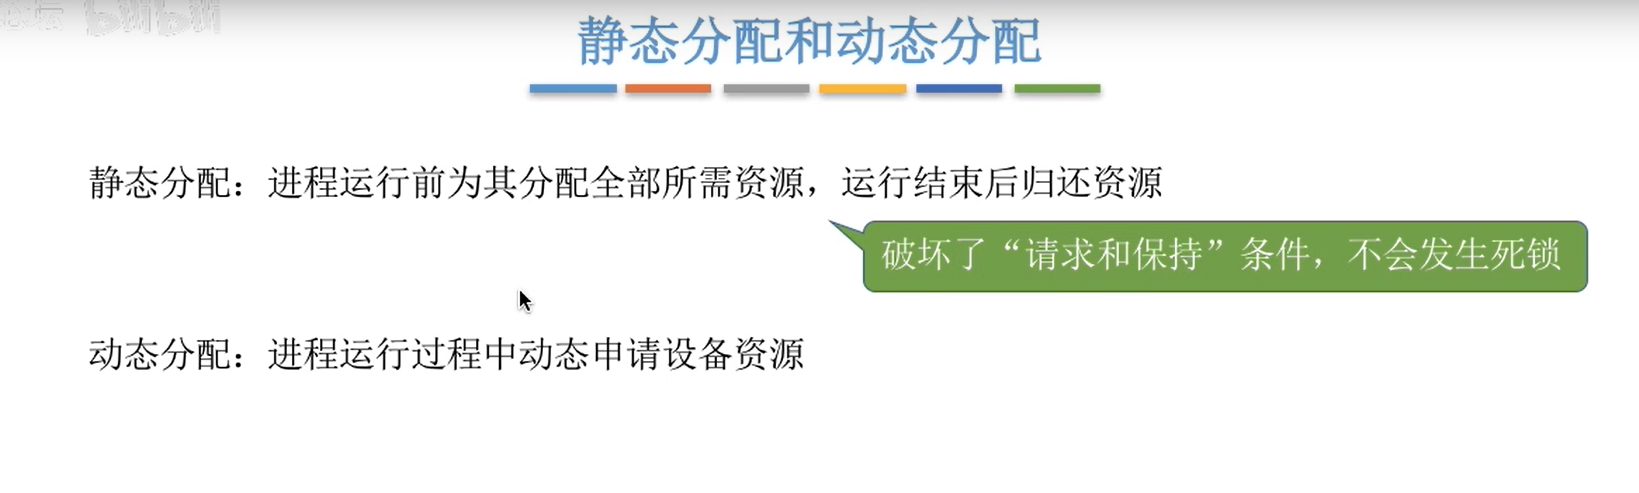 bilibili
静态分配和动态分配
静态分配：进程运行前为其分配全部所需资源，运行结束后归还资源
破坏了“请求和保持”条件，不会发生死锁
动态分配：进程运行过程中动态申请设备资源